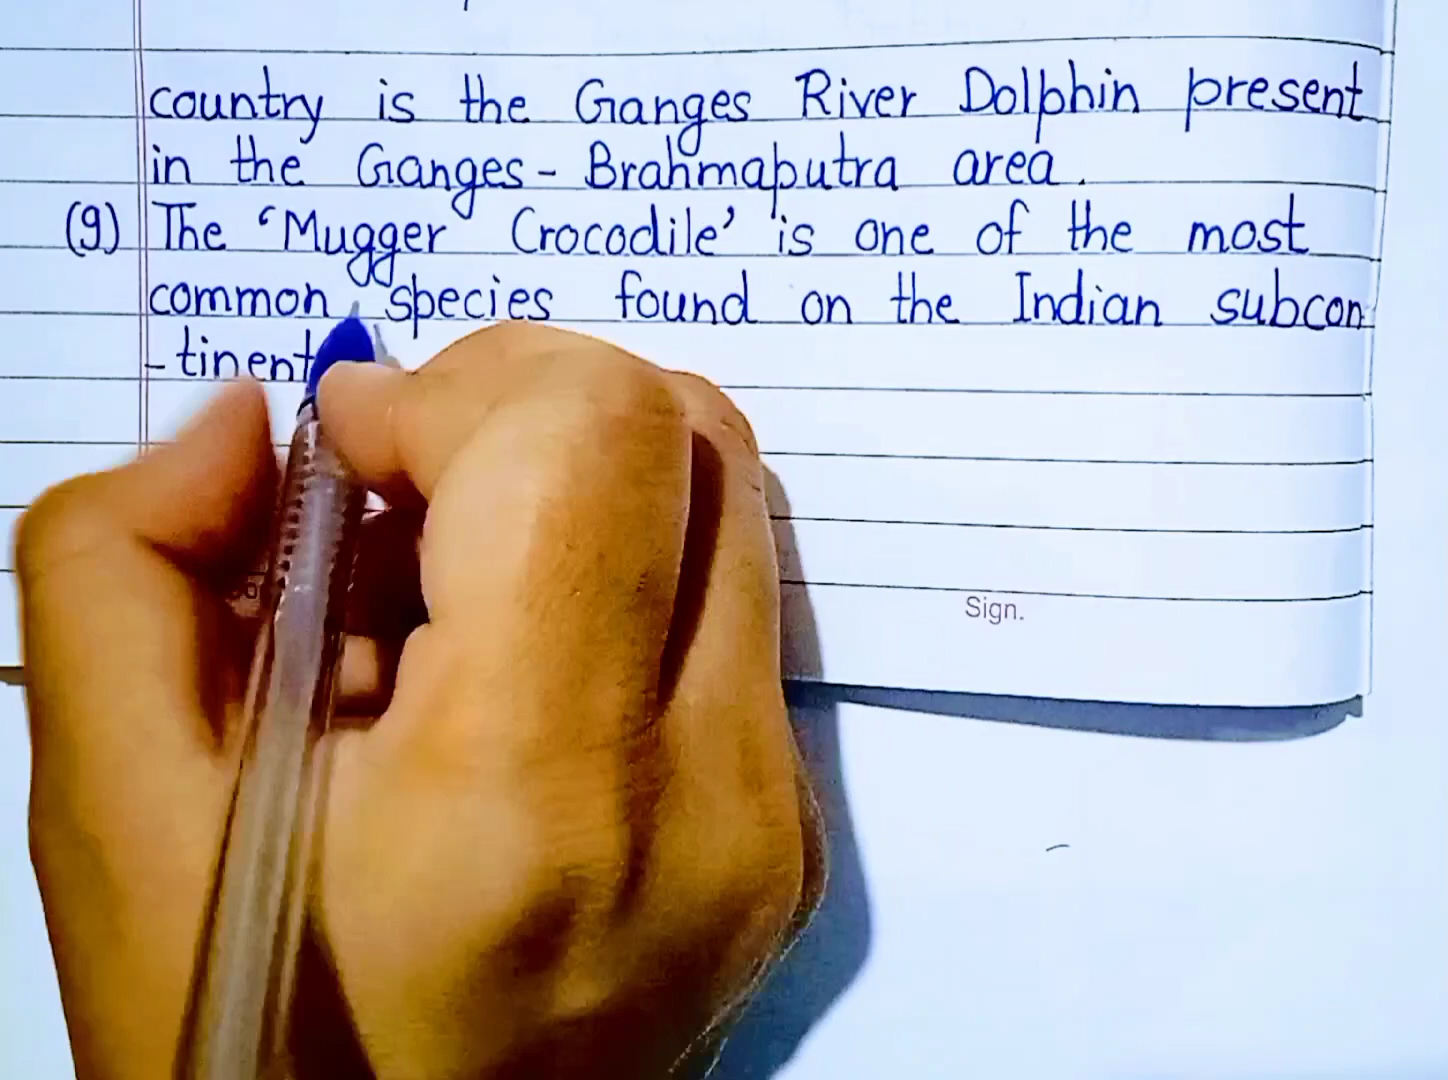 country is the Ganges River Dolphin present
in the Ganges - Brahmaputra area.
(9) The ‘Mugger Crocodile’ is one of the most
common species found on the Indian subcon
- tinent
Sign.